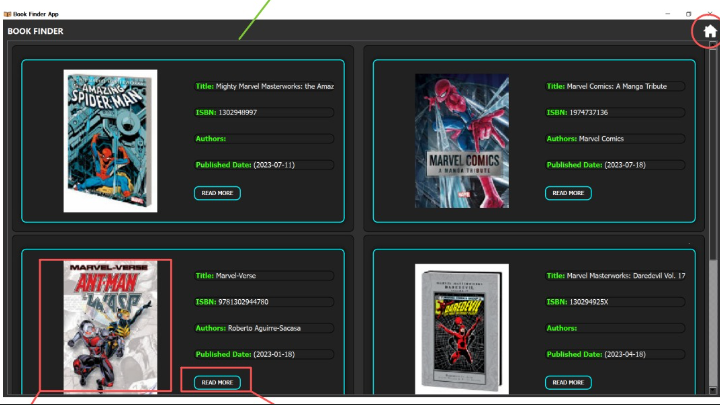 Book Finder App
BOOK FINDER
AMAZING
SPIDER-MAN
Title: Mighty Marvel Masterworks: the Amaz
ISBN: 1302948997
Authors:
Published Date: (2023-07-11)
READ MORE
MARVEL COMICS
A MANGA TRIBUTE
Title: Marvel Comics: A Manga Tribute
ISBN: 1974737136
Authors: Marvel Comics
Published Date: (2023-07-18)
READ MORE
MARVEL-VERSE
ANT-MAN
& WASP
Title: Marvel-Verse
ISBN: 9781302944780
Authors: Roberto Aguirre-Sacasa
Published Date: (2023-01-18)
READ MORE
DAREDEVIL
Title: Marvel Masterworks: Daredevil Vol. 17
ISBN: 130294925X
Authors:
Published Date: (2023-04-18)
READ MORE